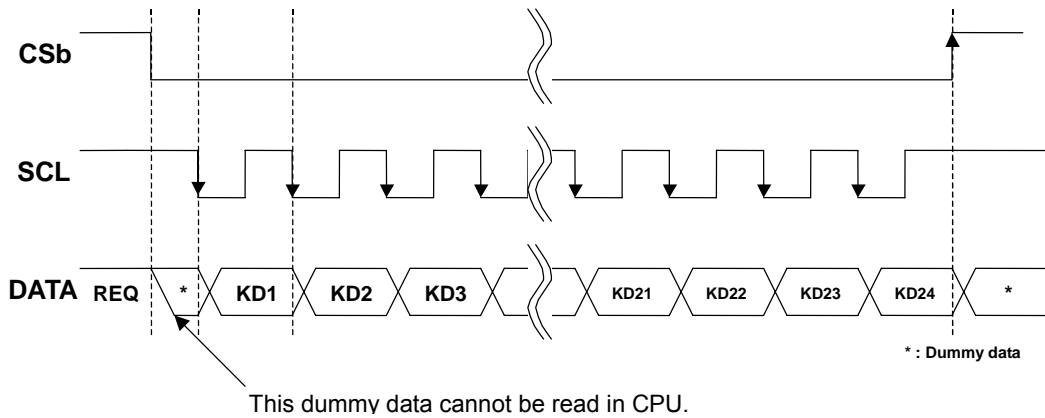 CSb
SCL
DATA REQ * KD1 KD2 KD3 KD21 KD22 KD23 KD24 *
* : Dummy data
This dummy data cannot be read in CPU.